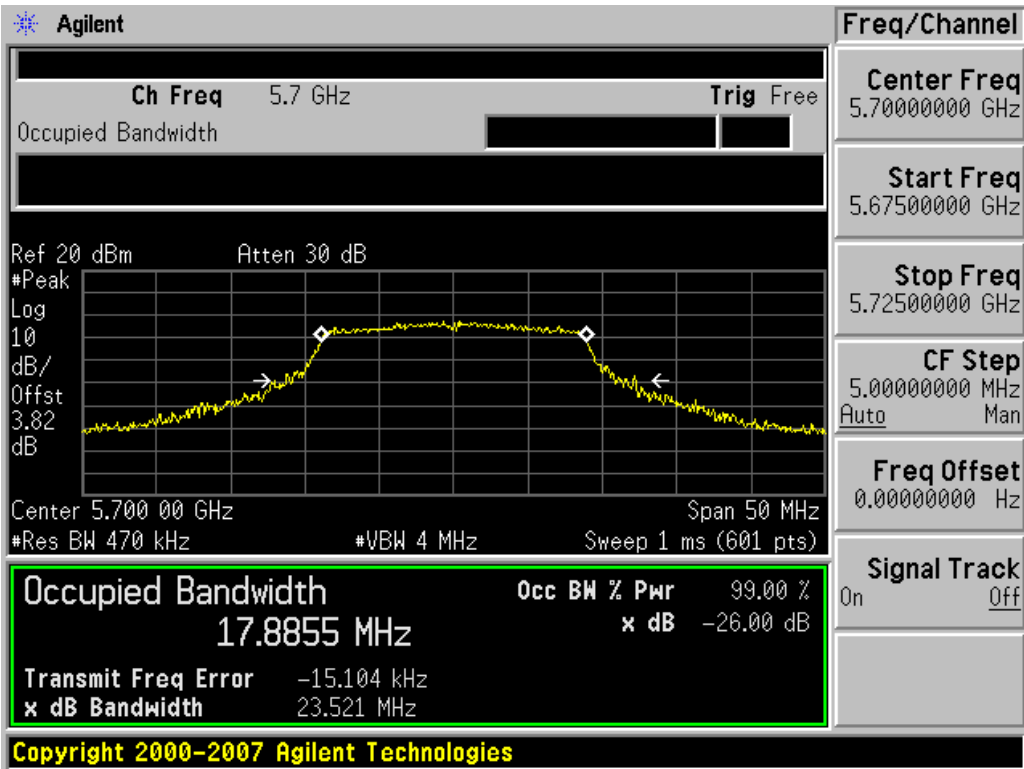 Agilent
Freq/Channel
Ch Freq 5.7 GHz Trig Free
Occupied Bandwidth
Center Freq
5.70000000 GHz
Start Freq
5.67500000 GHz
Stop Freq
5.72500000 GHz
CF Step
5.00000000 MHz
Auto Man
Freq Offset
0.00000000 Hz
Signal Track
On Off
Ref 20 dBm Atten 30 dB
#Peak
Log
10
dB/
Offst
3.82
dB
Center 5.700 00 GHz Span 50 MHz
#Res BW 470 kHz #VBW 4 MHz Sweep 1 ms (601 pts)
Occupied Bandwidth Occ BW % Pwr 99.00 %
17.8855 MHz x dB -26.00 dB
Transmit Freq Error -15.104 kHz
x dB Bandwidth 23.521 MHz
Copyright 2000-2007 Agilent Technologies